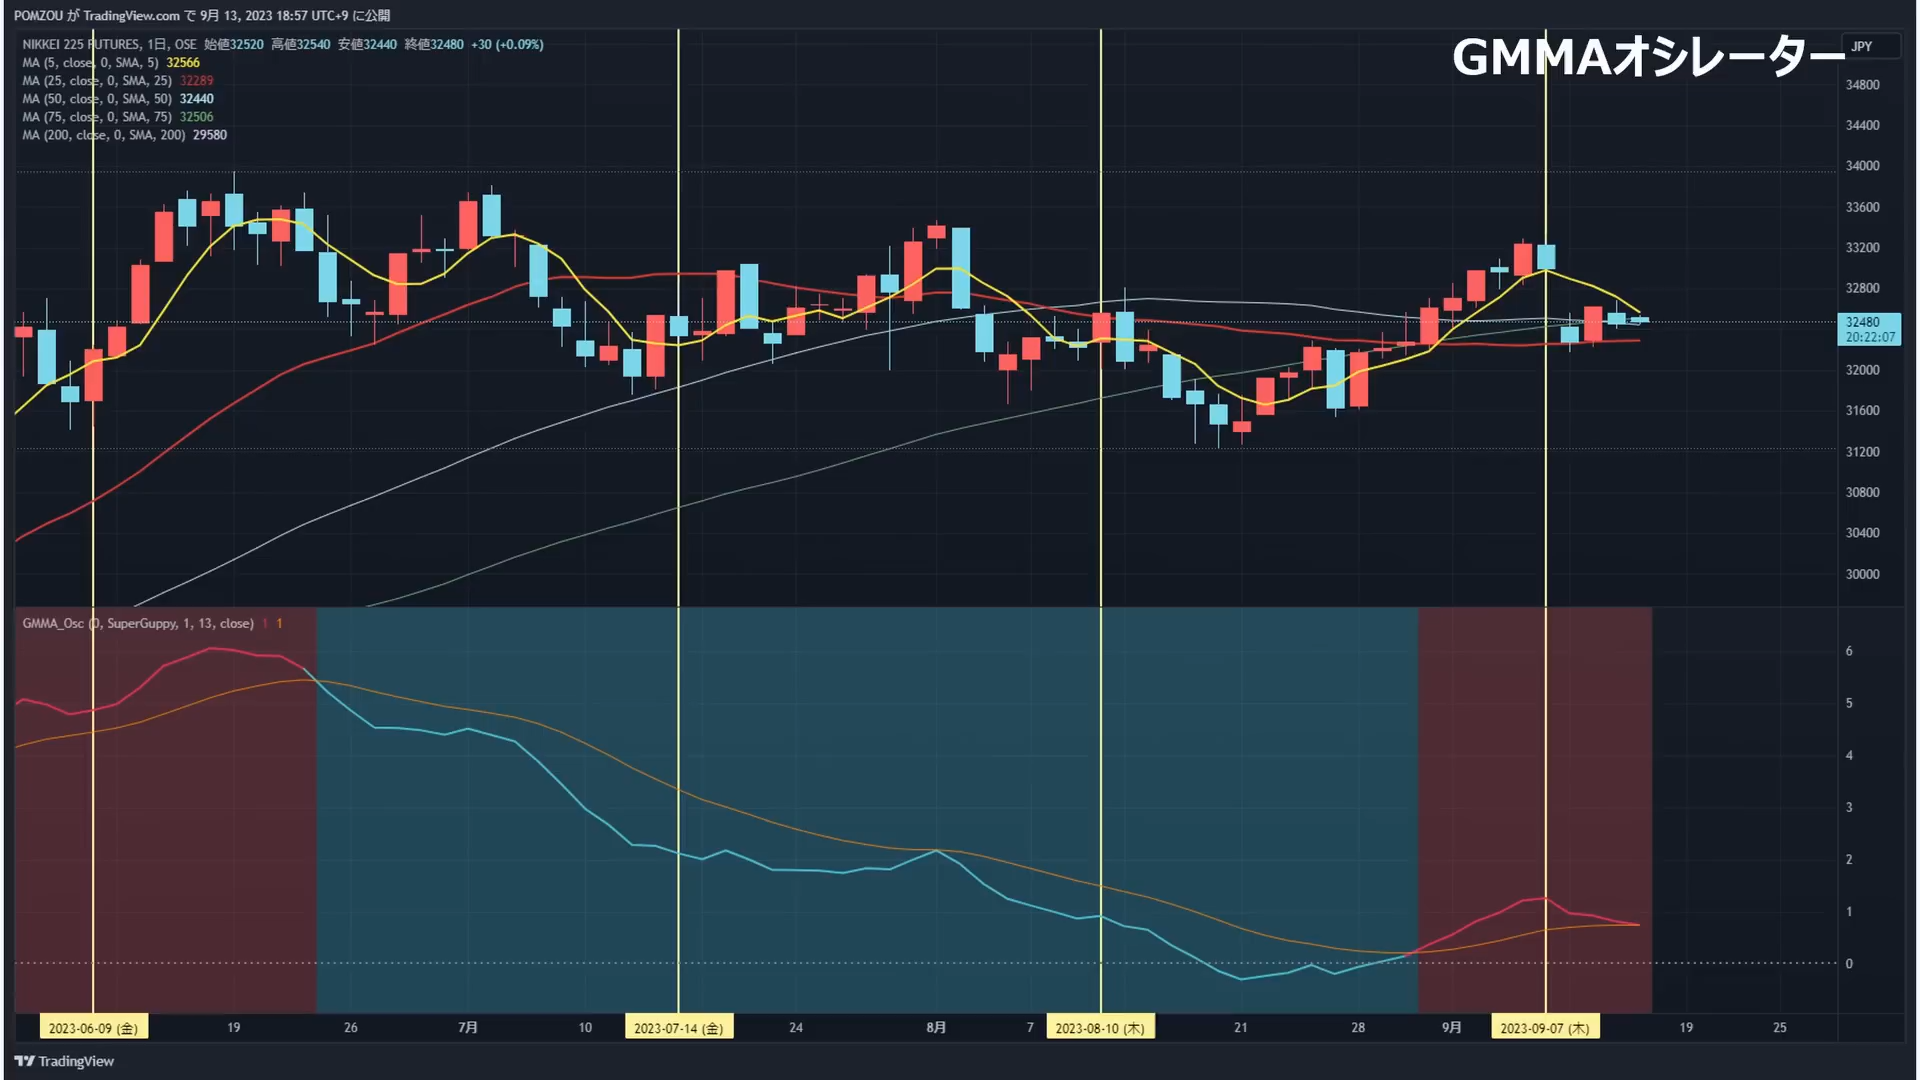 POMZOU が TradingView.com で 9月 13, 2023 18:57 UTC+9 に公開
GMMAオシレーター
JPY
NIKKEI 225 FUTURES, 1日, OSE 始値32520 高値32540 安値32440 終値32480 +30 (+0.09%)
MA (5, close, 0, SMA, 5) 32566
MA (25, close, 0, SMA, 25) 32289
MA (50, close, 0, SMA, 50) 32440
MA (75, close, 0, SMA, 75) 32506
MA (200, close, 0, SMA, 200) 29580
34800
34400
34000
33600
33200
32800
32480
20:22:07
32000
31600
31200
30800
30400
30000
GMMA_Osc (0, SuperGuppy, 1, 13, close) 1 1
6
5
4
3
2
1
0
2023-06-09 (金) 19 26 7月 10 2023-07-14 (金) 24 8月 7 2023-08-10 (木) 21 28 9月 2023-09-07 (木) 19 25
TradingView